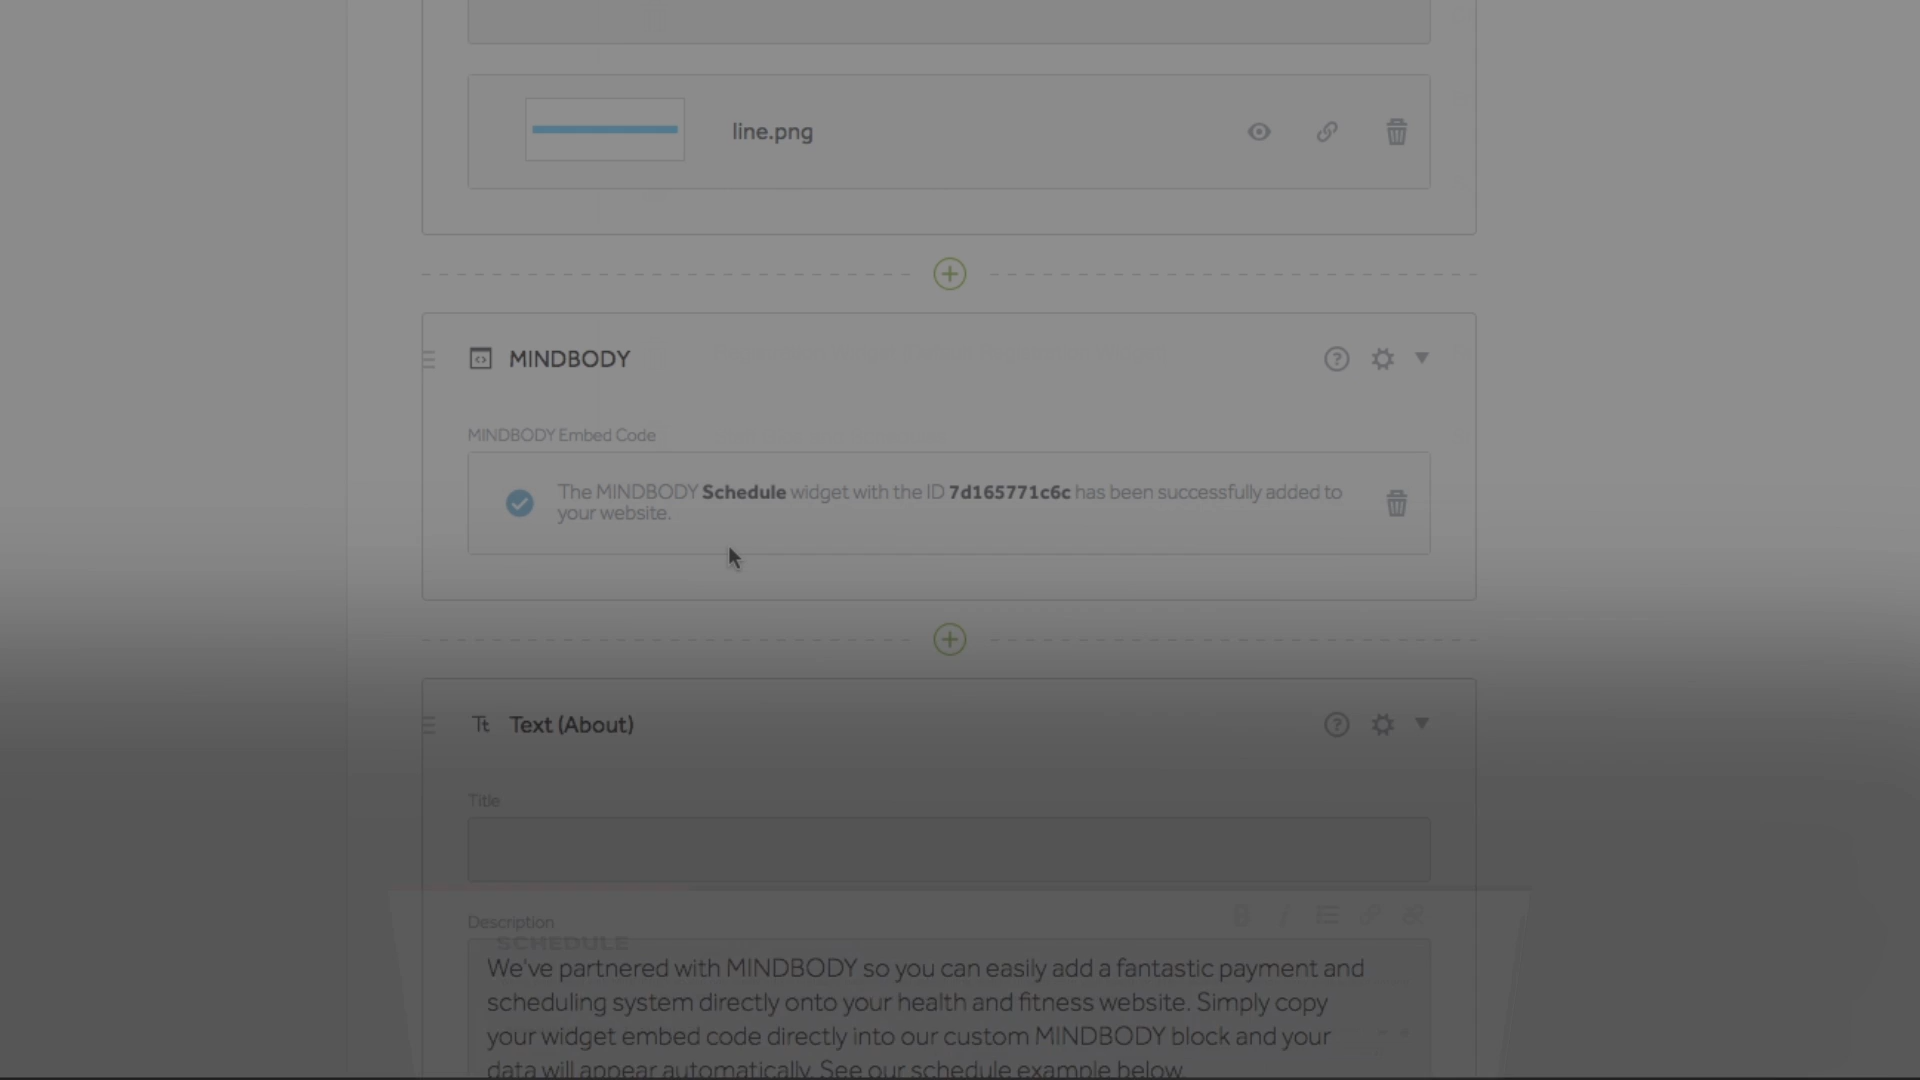 line.png
MINDBODY
MINDBODY Embed Code
The MINDBODY Schedule widget with the ID 7d165771c6c has been successfully added to
your website.
Tt Text (About)
Title
Description
SCHEDULE
We've partnered with MINDBODY so you can easily add a fantastic payment and
scheduling system directly onto your health and fitness website. Simply copy
your widget embed code directly into our custom MINDBODY block and your
data will appear automatically. See our schedule example below.